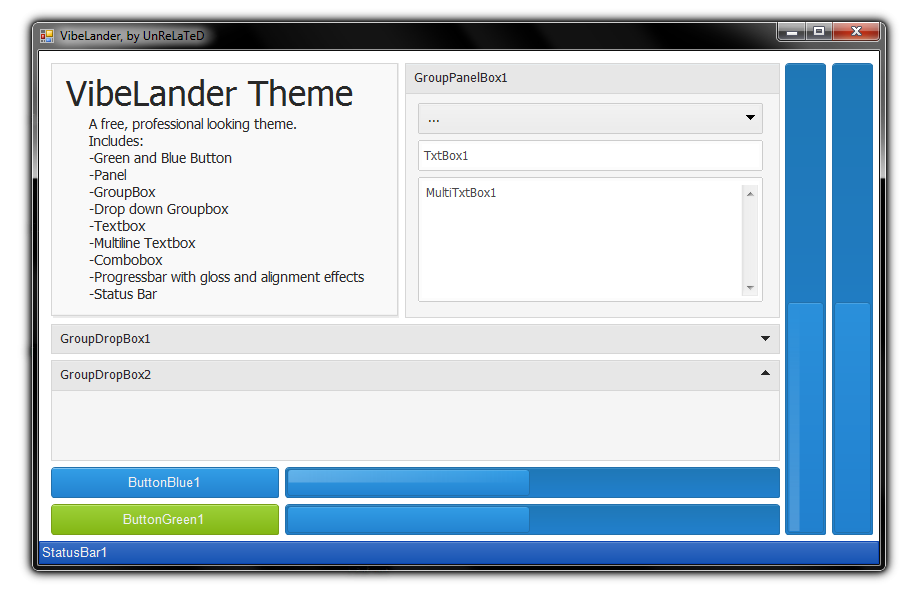 VibeLander, by UnReLaTeD
VibeLander Theme
A free, professional looking theme.
Includes:
-Green and Blue Button
-Panel
-GroupBox
-Drop down Groupbox
-Textbox
-Multiline Textbox
-Combobox
-Progressbar with gloss and alignment effects
-Status Bar
GroupPanelBox1
...
TxtBox1
MultiTxtBox1
GroupDropBox1
GroupDropBox2
ButtonBlue1
ButtonGreen1
StatusBar1